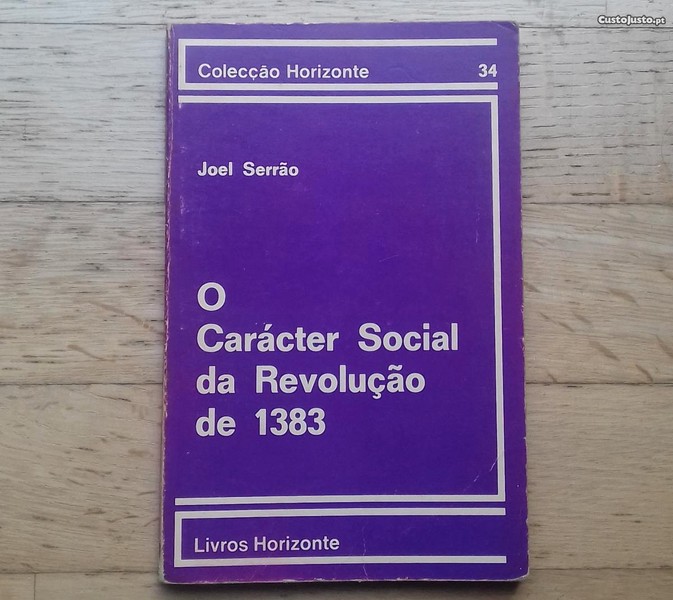 CustoJusto.pt
Colecção Horizonte 34
Joel Serrão
O
Carácter Social
da Revolução
de 1383
Livros Horizonte